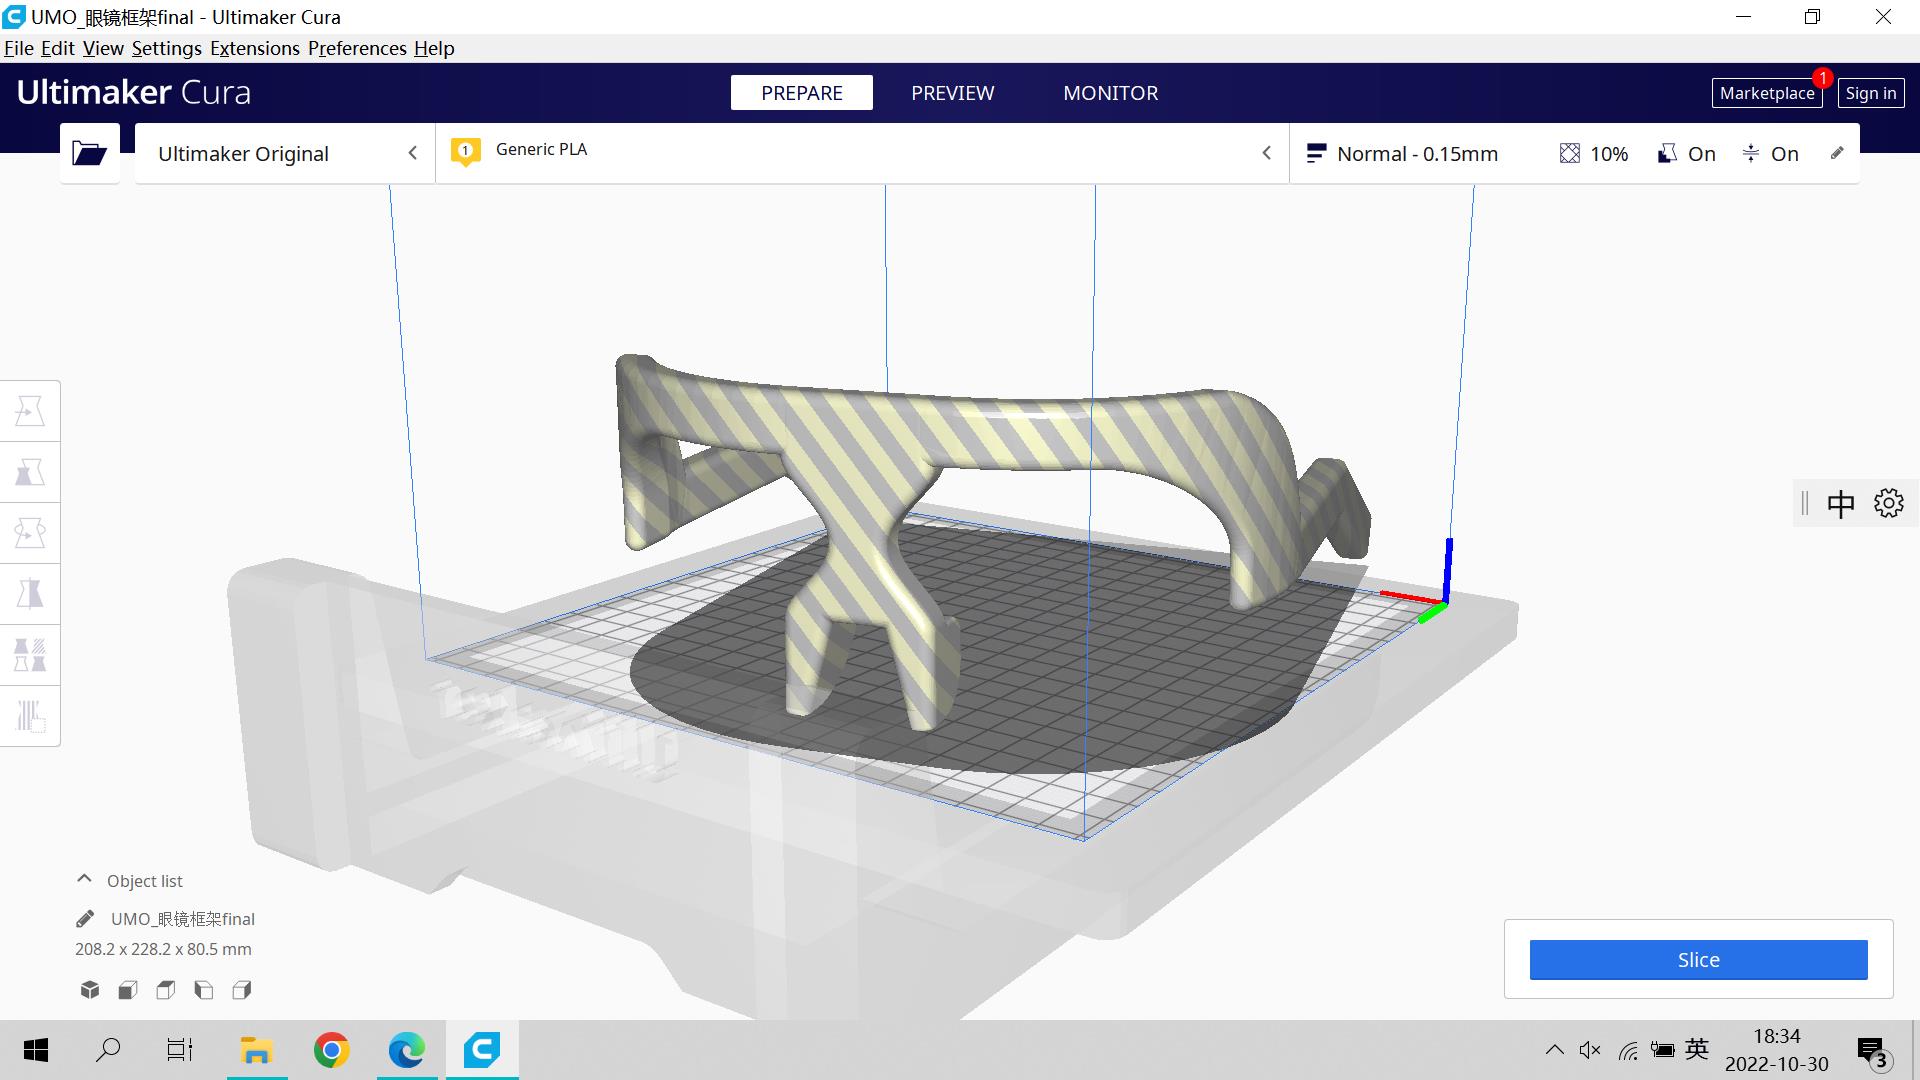 UMO_眼镜框架final - Ultimaker Cura
File Edit View Settings Extensions Preferences Help
Ultimaker Cura
PREPARE
PREVIEW
MONITOR
Marketplace
1
Sign in
Ultimaker Original
1
Generic PLA
Normal - 0.15mm
10%
On
On
中
Object list
UMO_眼镜框架final
208.2 x 228.2 x 80.5 mm
Slice
英
18:34
2022-10-30
3